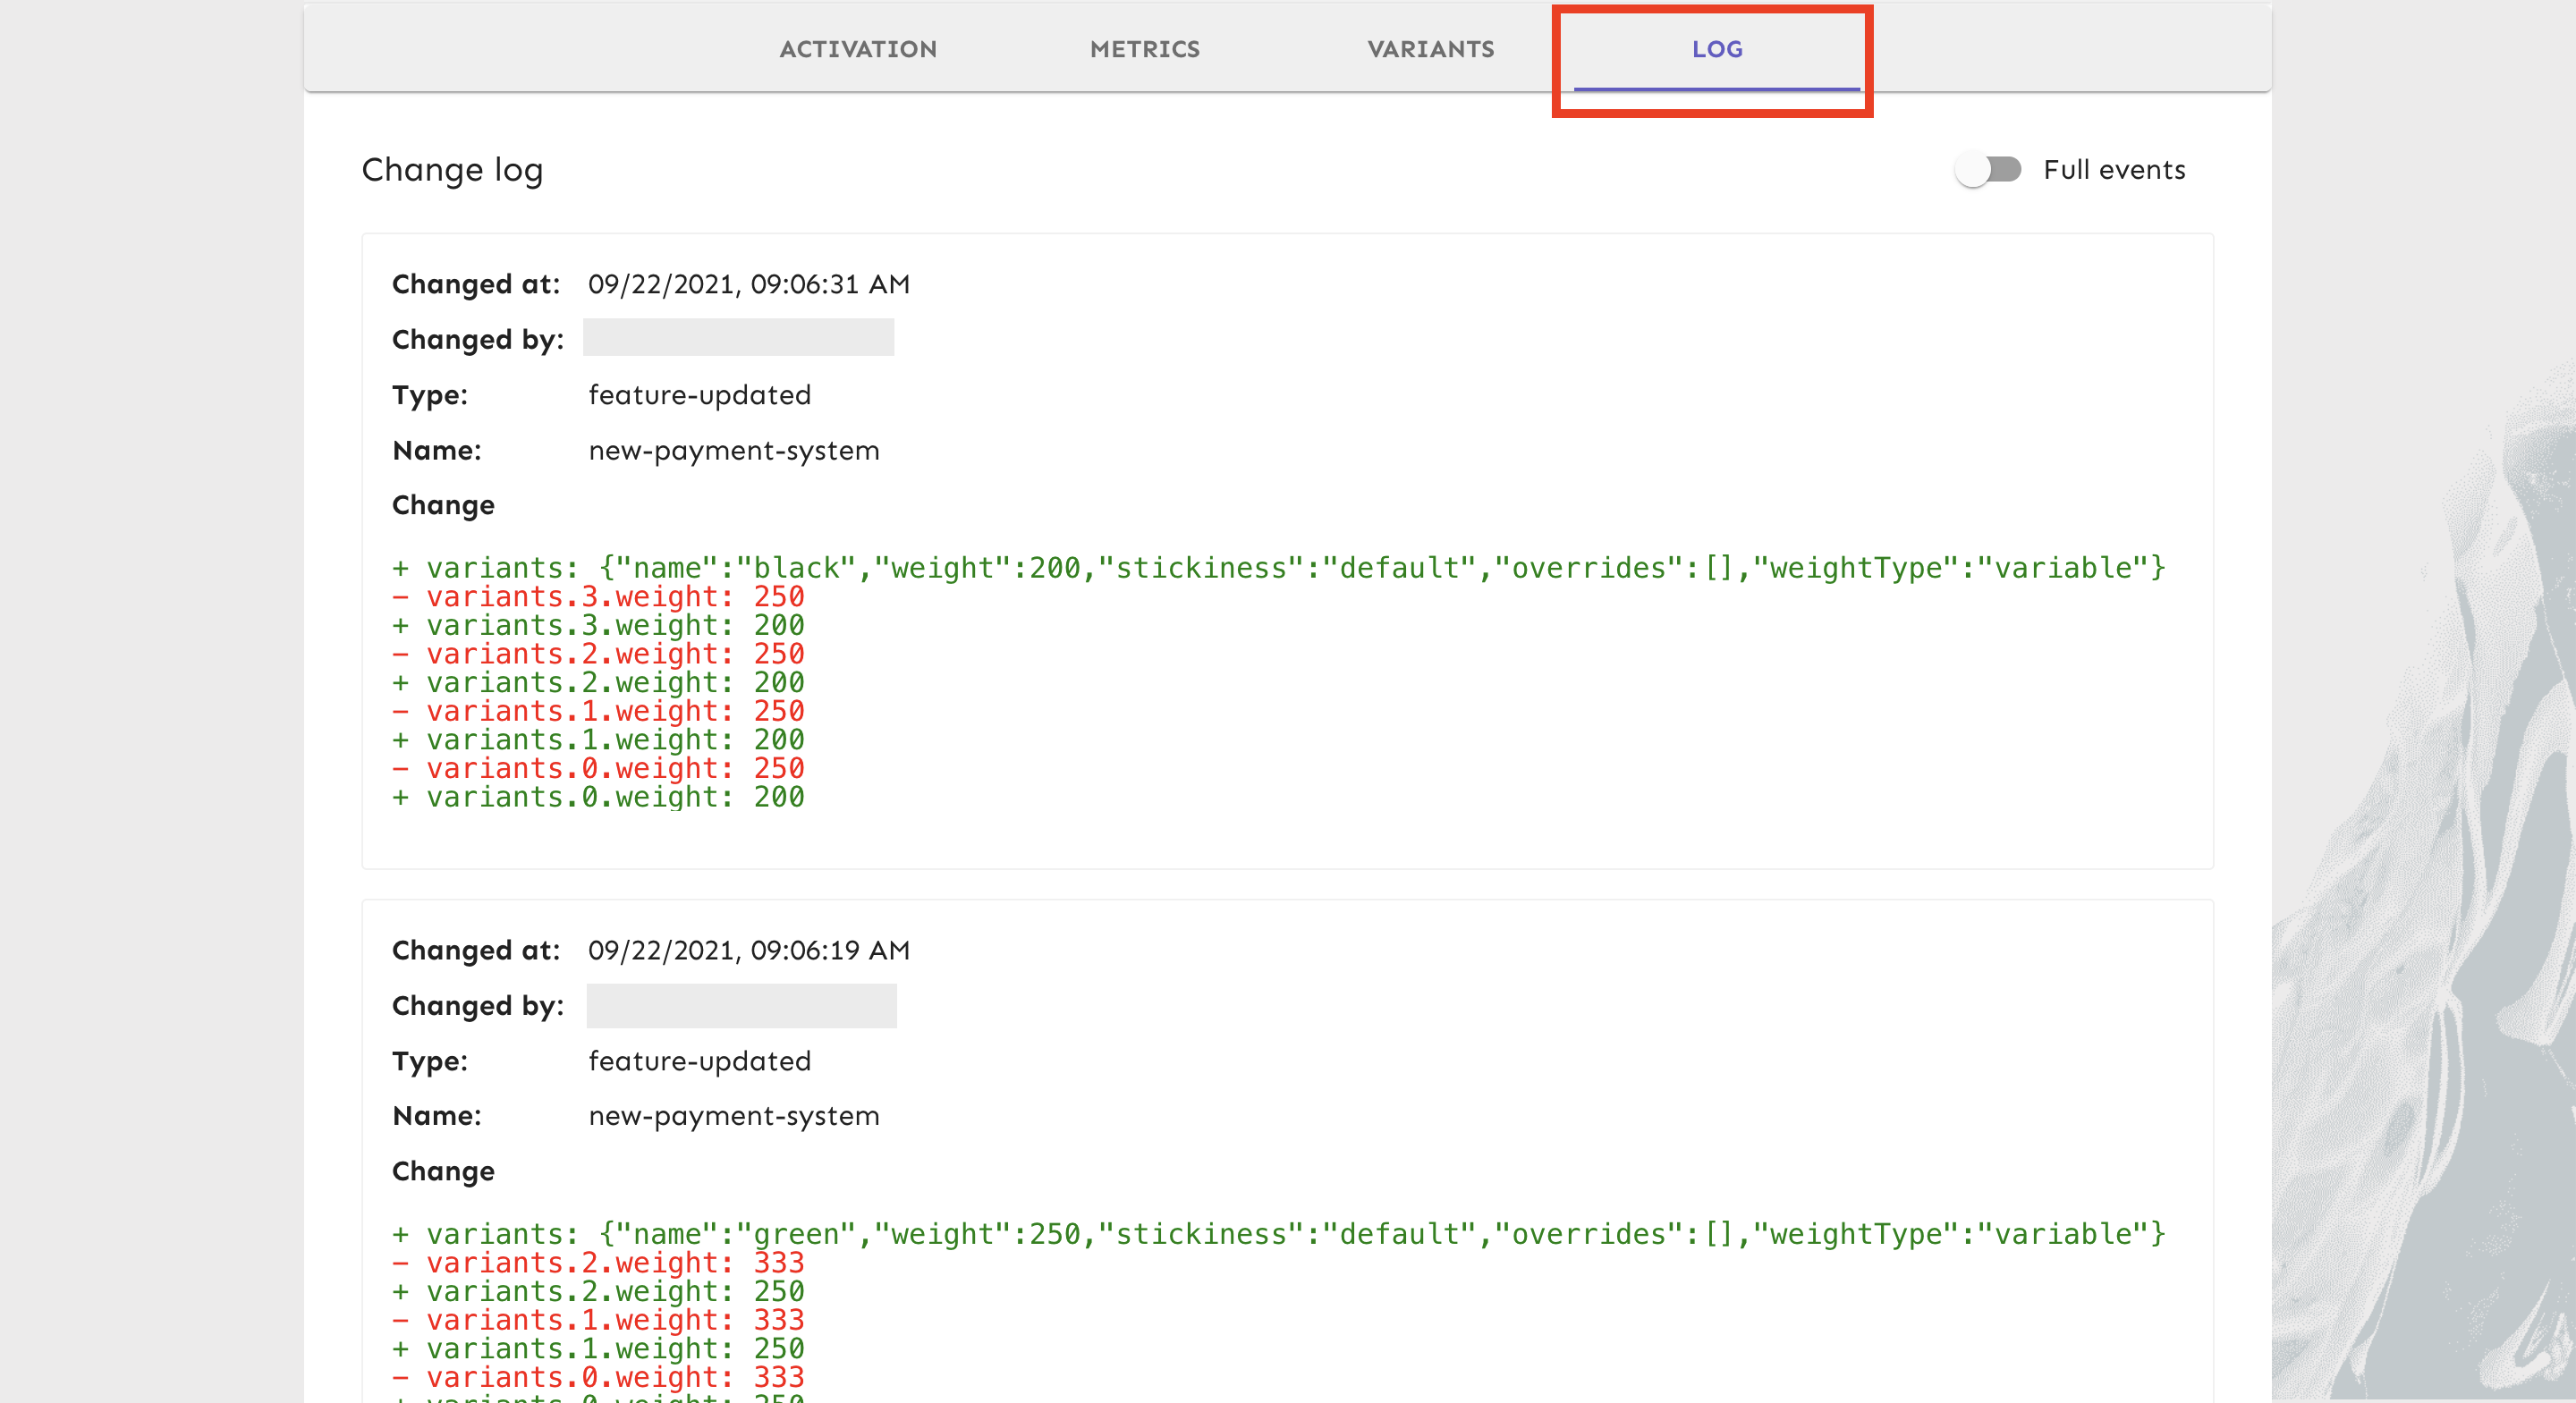 ACTIVATION METRICS VARIANTS LOG
Change log Full events
Changed at: 09/22/2021, 09:06:31 AM
Changed by:
Type: feature-updated
Name: new-payment-system
Change
+ variants: {"name":"black","weight":200,"stickiness":"default","overrides":[],"weightType":"variable"}
- variants.3.weight: 250
+ variants.3.weight: 200
- variants.2.weight: 250
+ variants.2.weight: 200
- variants.1.weight: 250
+ variants.1.weight: 200
- variants.0.weight: 250
+ variants.0.weight: 200
Changed at: 09/22/2021, 09:06:19 AM
Changed by:
Type: feature-updated
Name: new-payment-system
Change
+ variants: {"name":"green","weight":250,"stickiness":"default","overrides":[],"weightType":"variable"}
- variants.2.weight: 333
+ variants.2.weight: 250
- variants.1.weight: 333
+ variants.1.weight: 250
- variants.0.weight: 333
+ variants.0.weight: 250